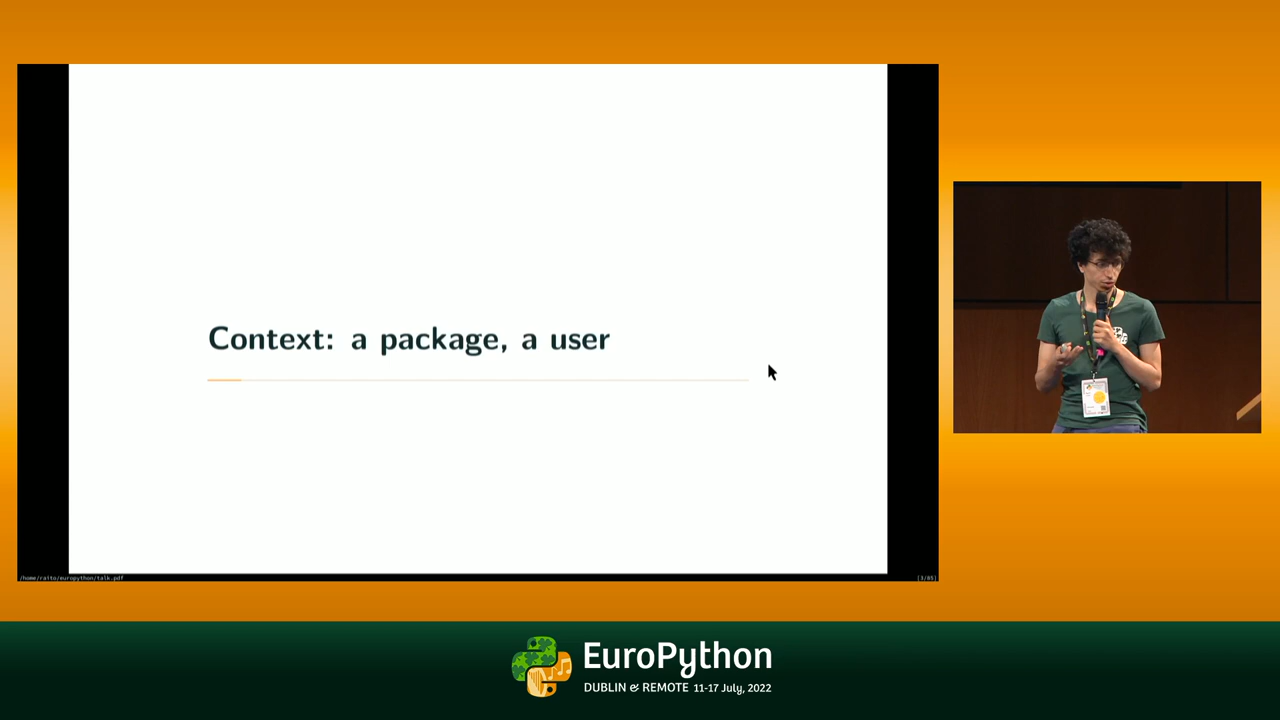 Context: a package, a user
/home/raito/europython/talk.pdf
[3/85]
EuroPython
DUBLIN & REMOTE 11-17 July, 2022